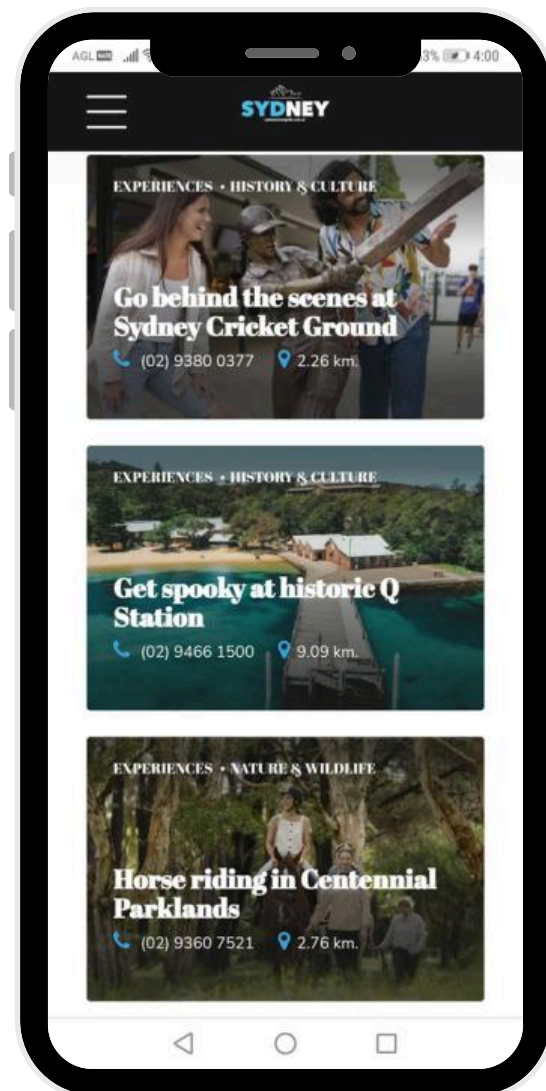 AGL VoLTE 3% 4:00
SYDNEY
EXPERIENCES • HISTORY & CULTURE
Go behind the scenes at
Sydney Cricket Ground
(02) 9380 0377 2.26 km.
EXPERIENCES • HISTORY & CULTURE
Get spooky at historic Q
Station
(02) 9466 1500 9.09 km.
EXPERIENCES • NATURE & WILDLIFE
Horse riding in Centennial
Parklands
(02) 9360 7521 2.76 km.